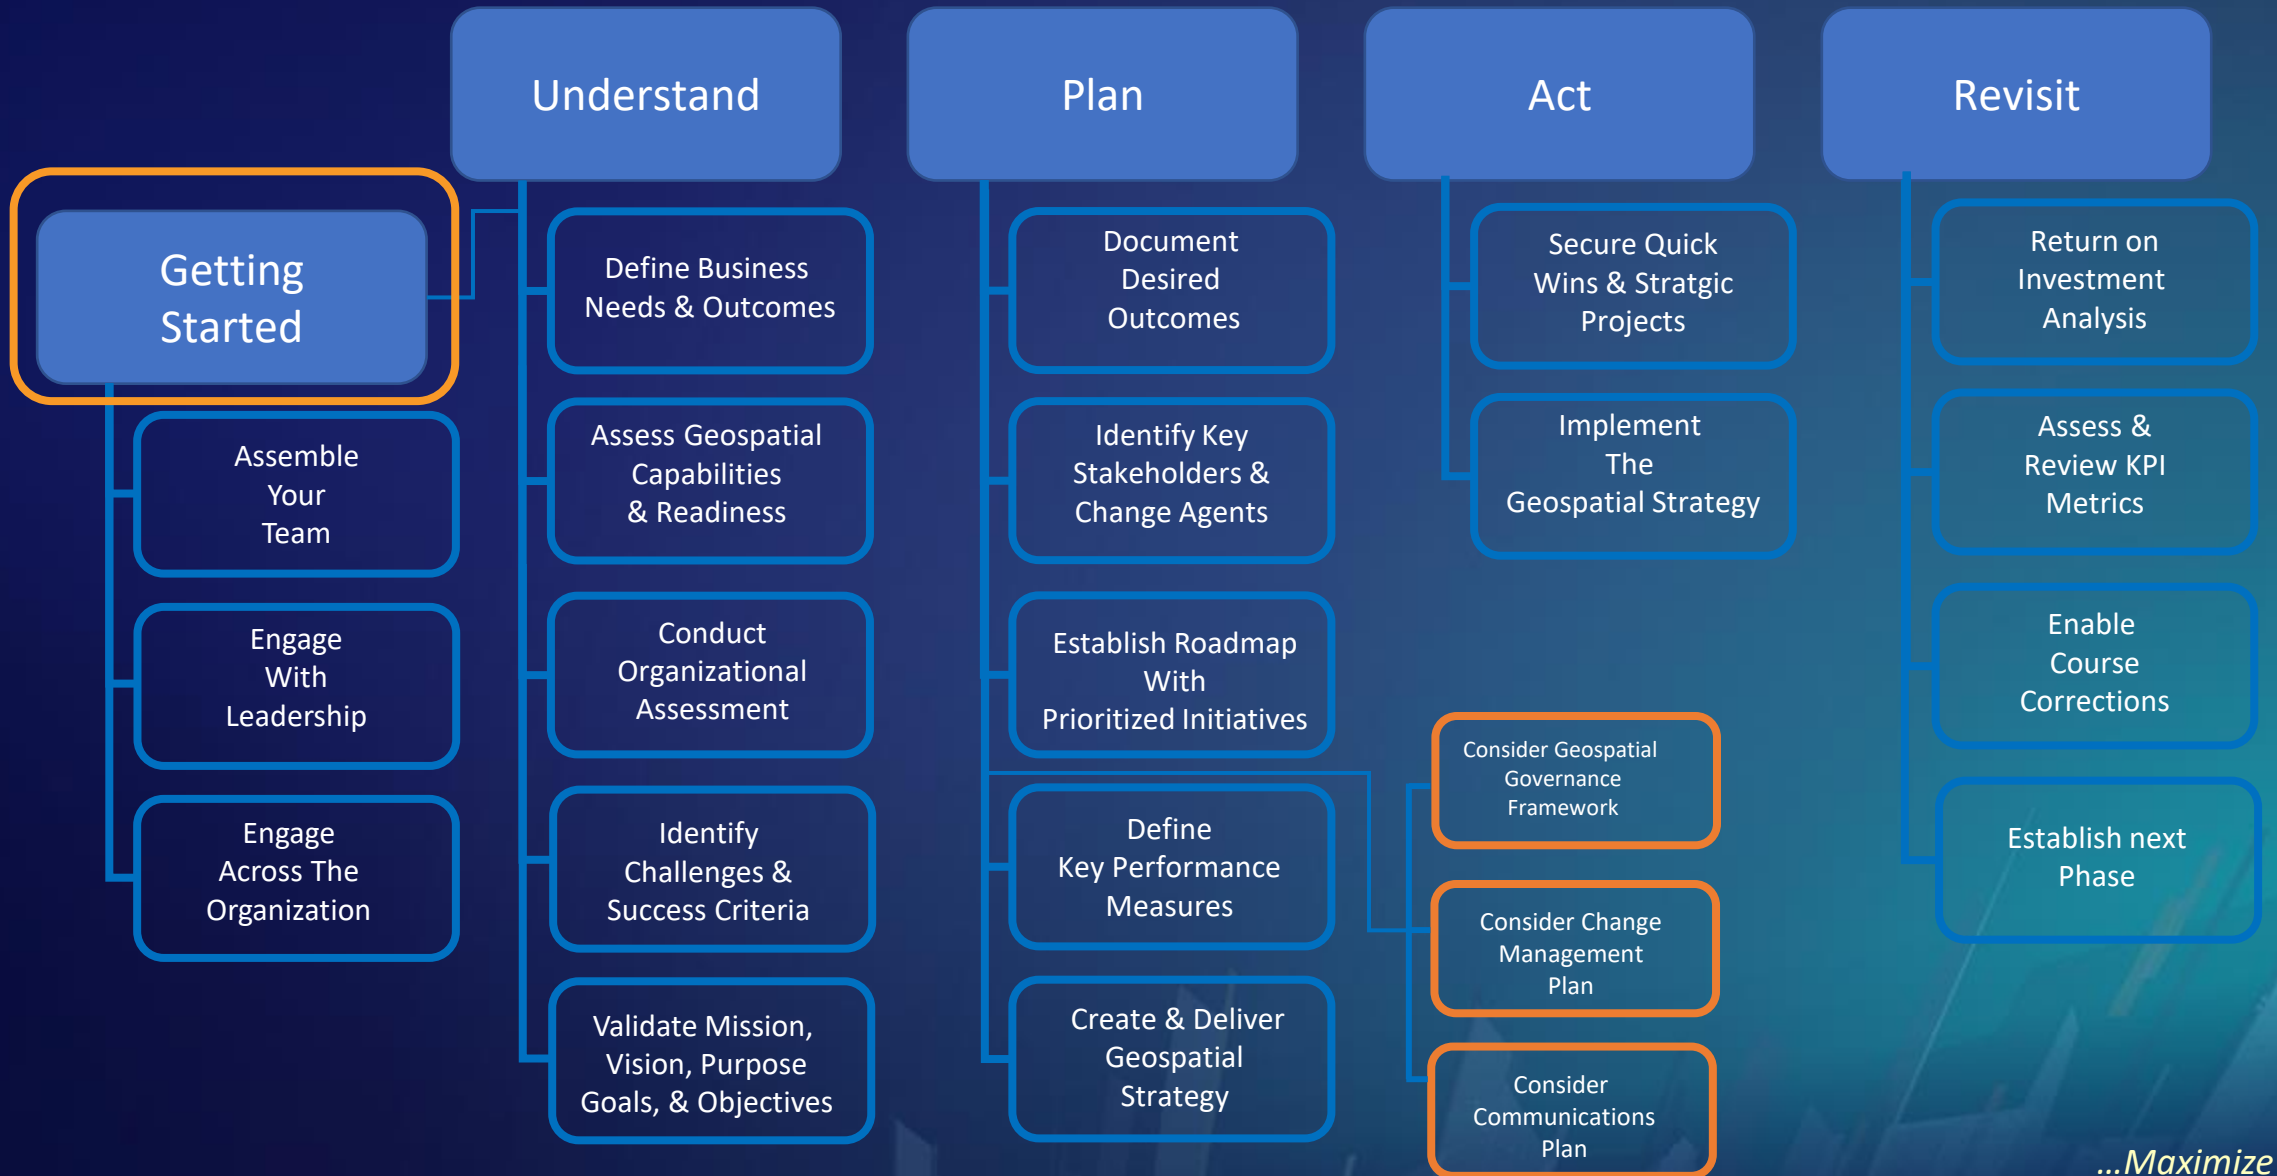 Understand
Plan
Act
Revisit
Getting
Started
Assemble
Your
Team
Engage
With
Leadership
Engage
Across The
Organization
Define Business
Needs & Outcomes
Assess Geospatial
Capabilities
& Readiness
Conduct
Organizational
Assessment
Identify
Challenges &
Success Criteria
Validate Mission,
Vision, Purpose
Goals, & Objectives
Document
Desired
Outcomes
Identify Key
Stakeholders &
Change Agents
Establish Roadmap
With
Prioritized Initiatives
Define
Key Performance
Measures
Create & Deliver
Geospatial
Strategy
Secure Quick
Wins & Stratgic
Projects
Implement
The
Geospatial Strategy
Consider Geospatial
Governance
Framework
Consider Change
Management
Plan
Consider
Communications
Plan
Return on
Investment
Analysis
Assess &
Review KPI
Metrics
Enable
Course
Corrections
Establish next
Phase
...Maximize